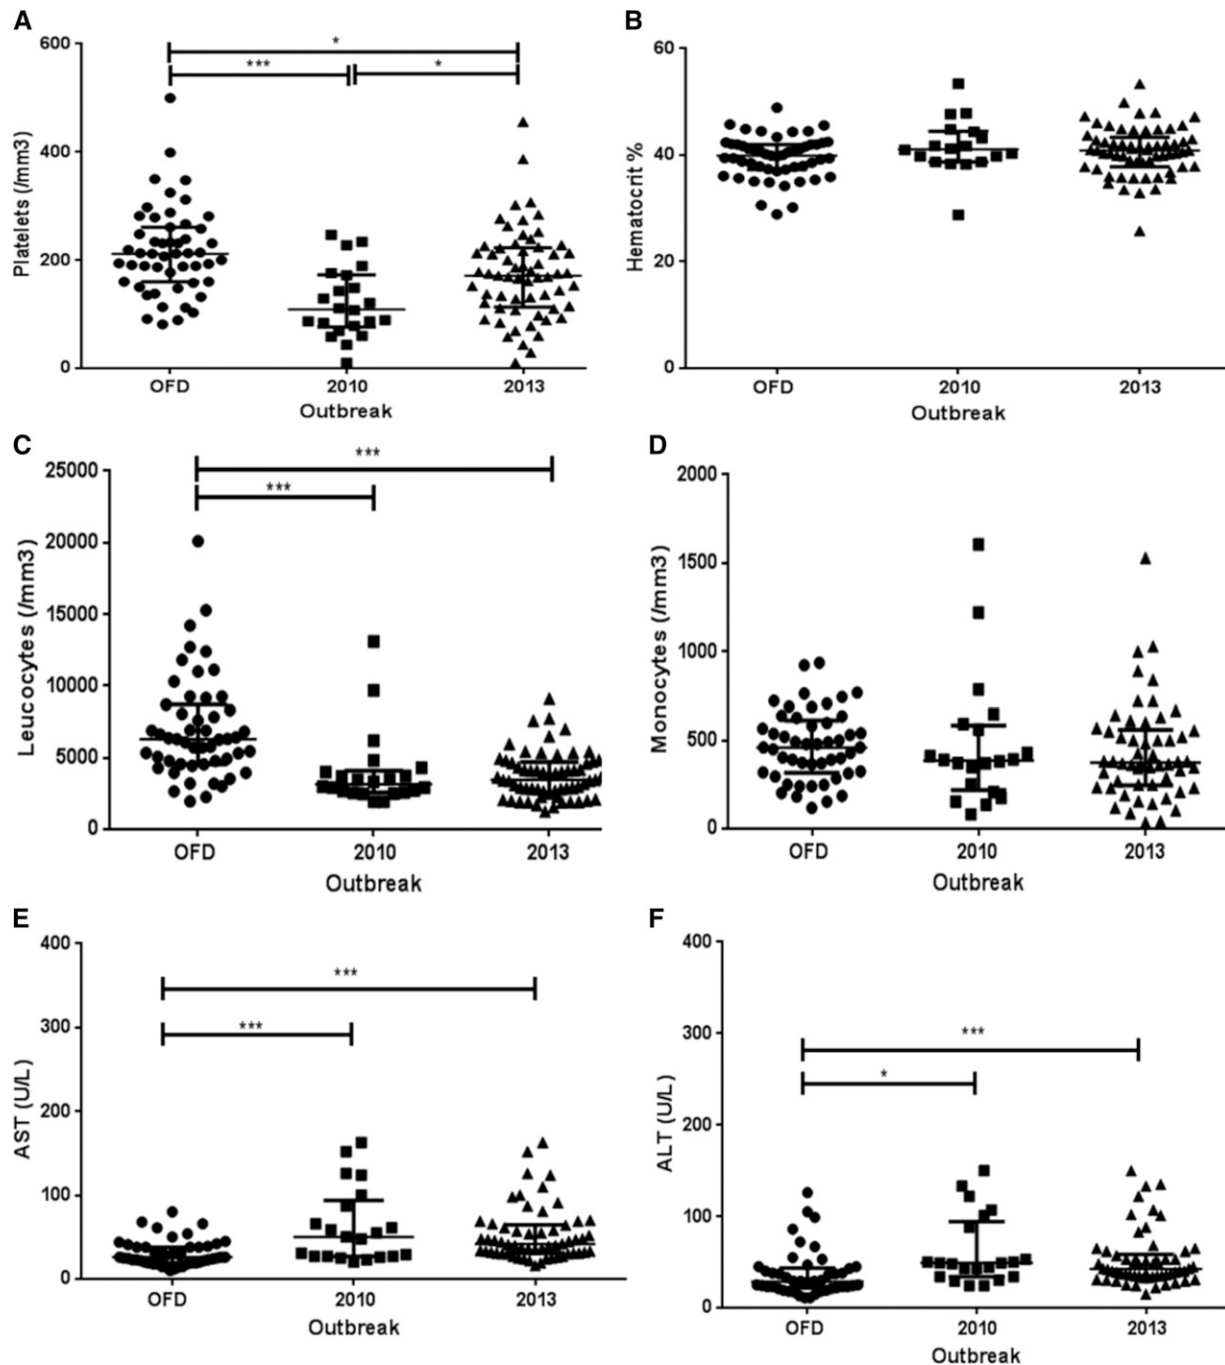 A
Platelets (/mm3)
600
400
200
0
*
***
*
OFD 2010 2013
Outbreak
B
Hematocrit %
60
40
20
0
OFD 2010 2013
Outbreak
C
Leucocytes (/mm3)
25000
20000
15000
10000
5000
0
***
***
OFD 2010 2013
Outbreak
D
Monocytes (/mm3)
2000
1500
1000
500
0
OFD 2010 2013
Outbreak
E
AST (U/L)
400
300
200
100
0
***
***
OFD 2010 2013
Outbreak
F
ALT (U/L)
400
300
200
100
0
***
*
OFD 2010 2013
Outbreak